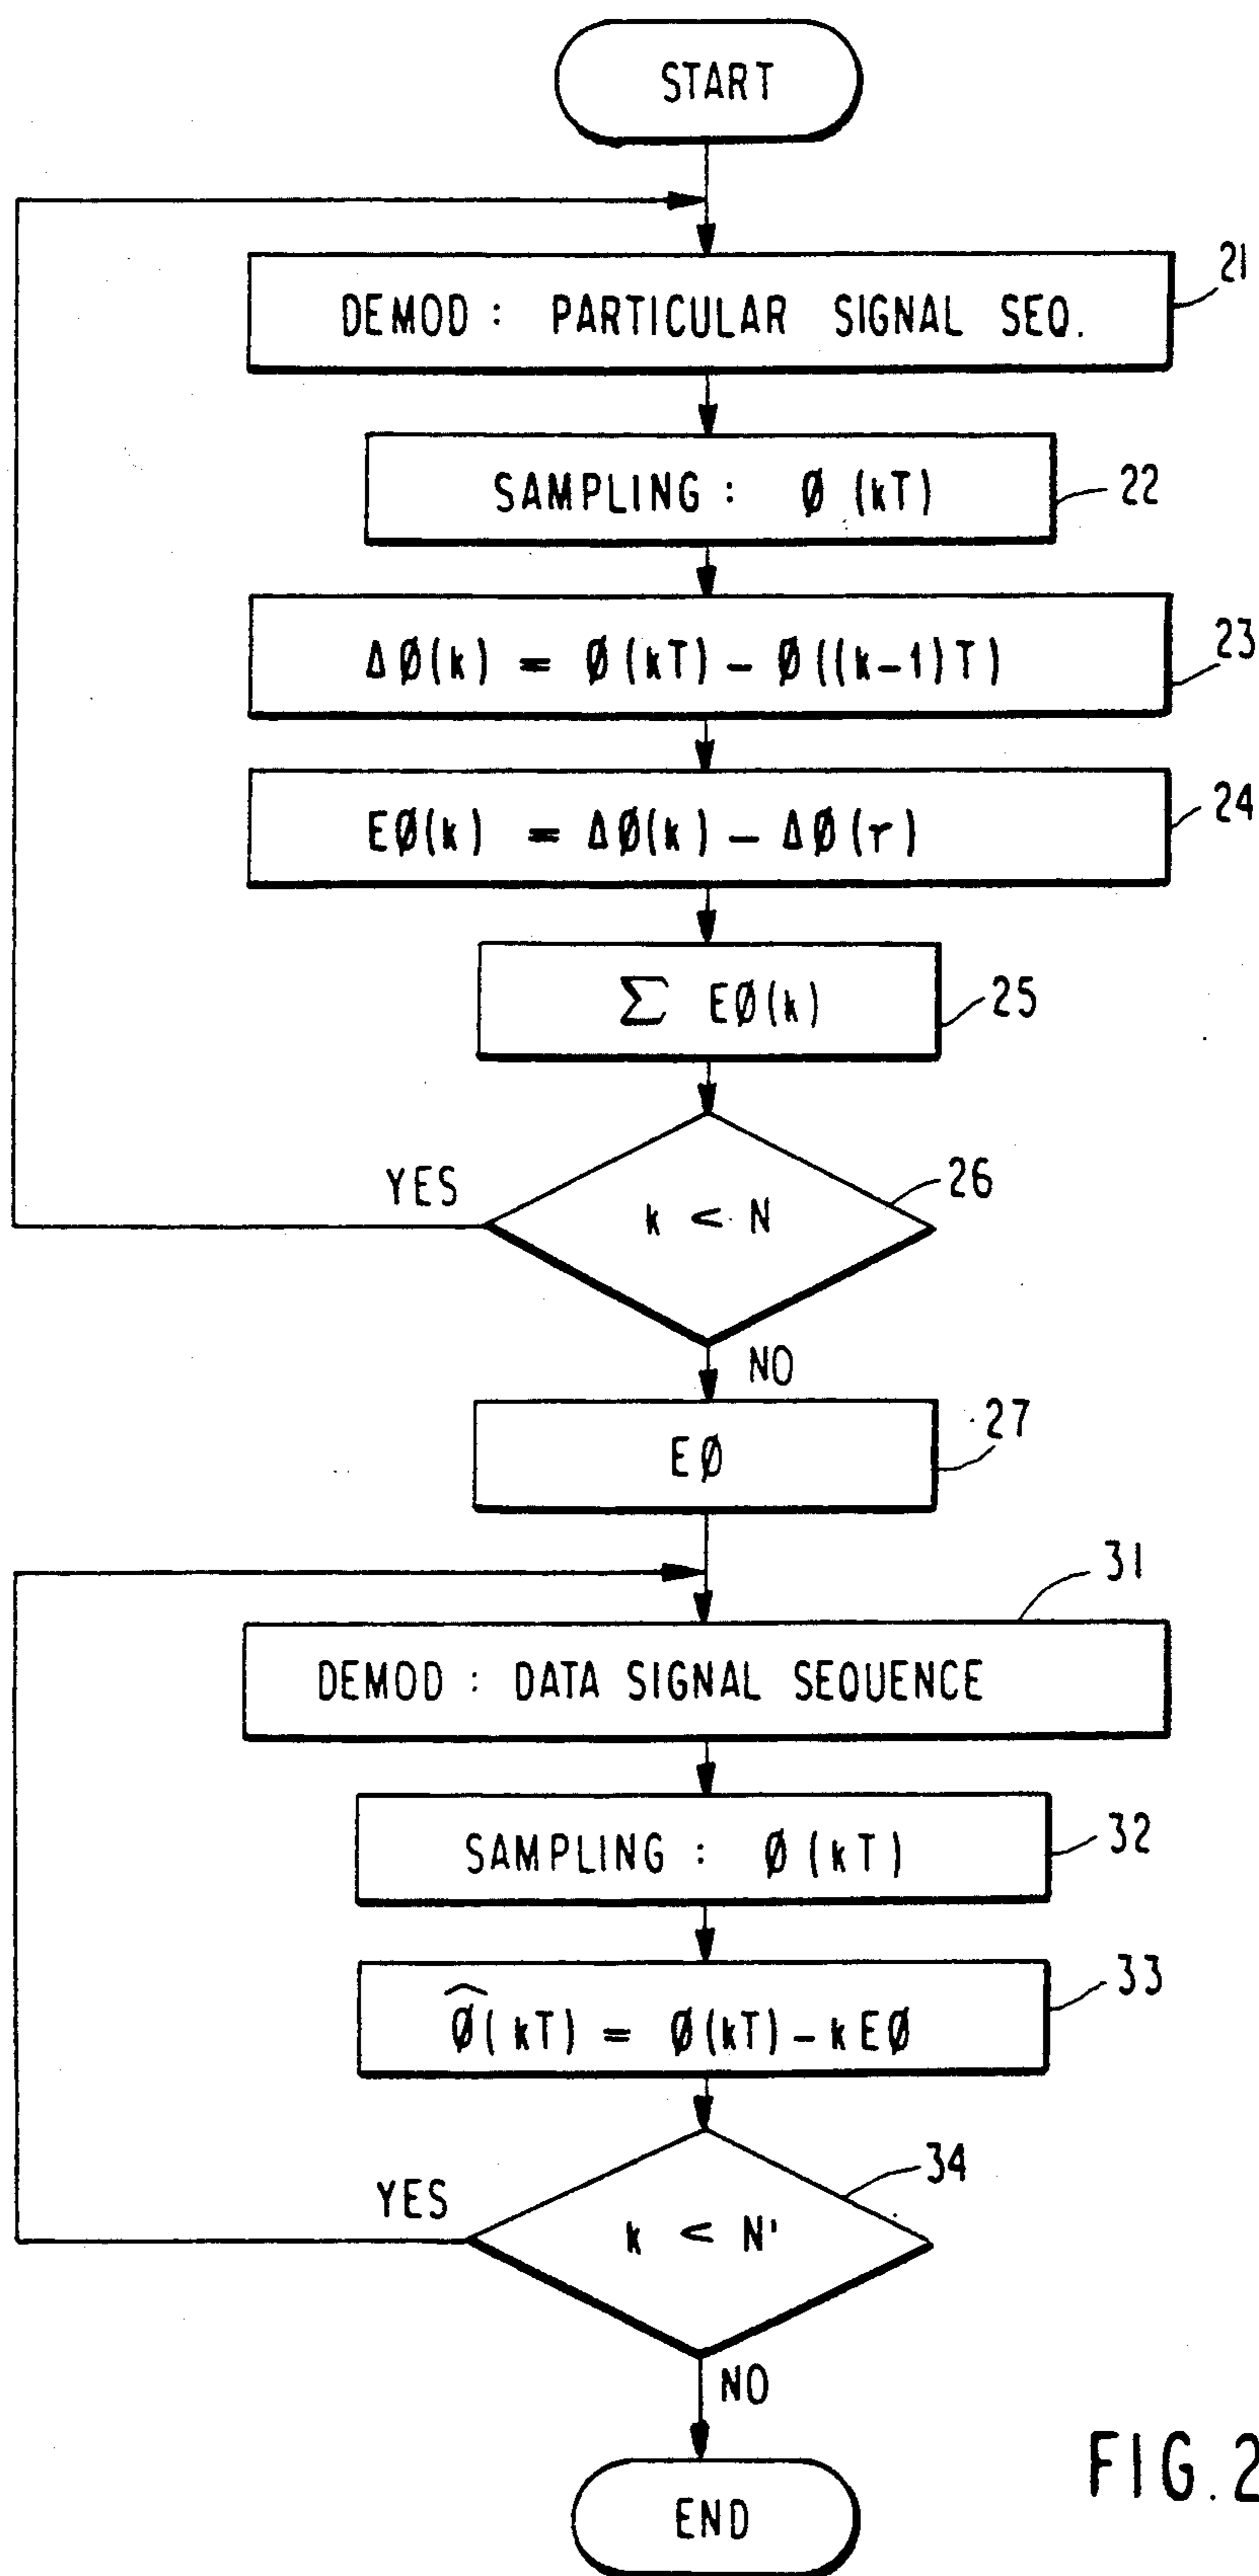 START
DEMOD : PARTICULAR SIGNAL SEQ.
21
SAMPLING : Ø (kT)
22
ΔØ(k) = Ø(kT) - Ø((k-1)T)
23
EØ(k) = ΔØ(k) - ΔØ(r)
24
Σ EØ(k)
25
YES
k < N
26
NO
EØ
27
31
DEMOD : DATA SIGNAL SEQUENCE
SAMPLING : Ø (kT)
32
Ø̂(kT) = Ø(kT) - kEØ
33
YES
k < N'
34
NO
END
FIG. 2